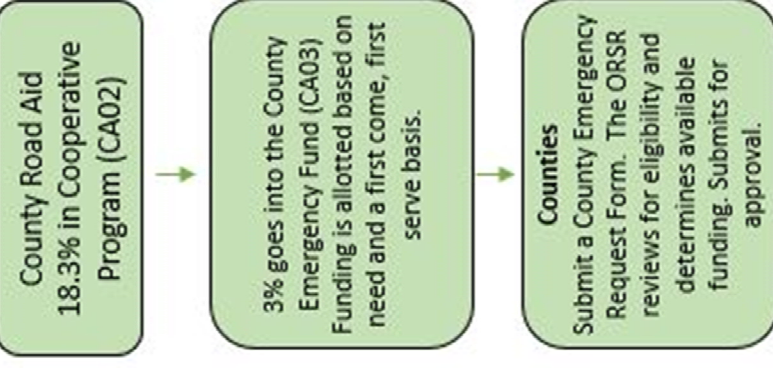 County Road Aid
18.3% in Cooperative
Program (CA02)
3% goes into the County
Emergency Fund (CA03)
Funding is allotted based on
need and a first come, first
serve basis.
Counties
Submit a County Emergency
Request Form. The ORSR
reviews for eligibility and
determines available
funding. Submits for
approval.